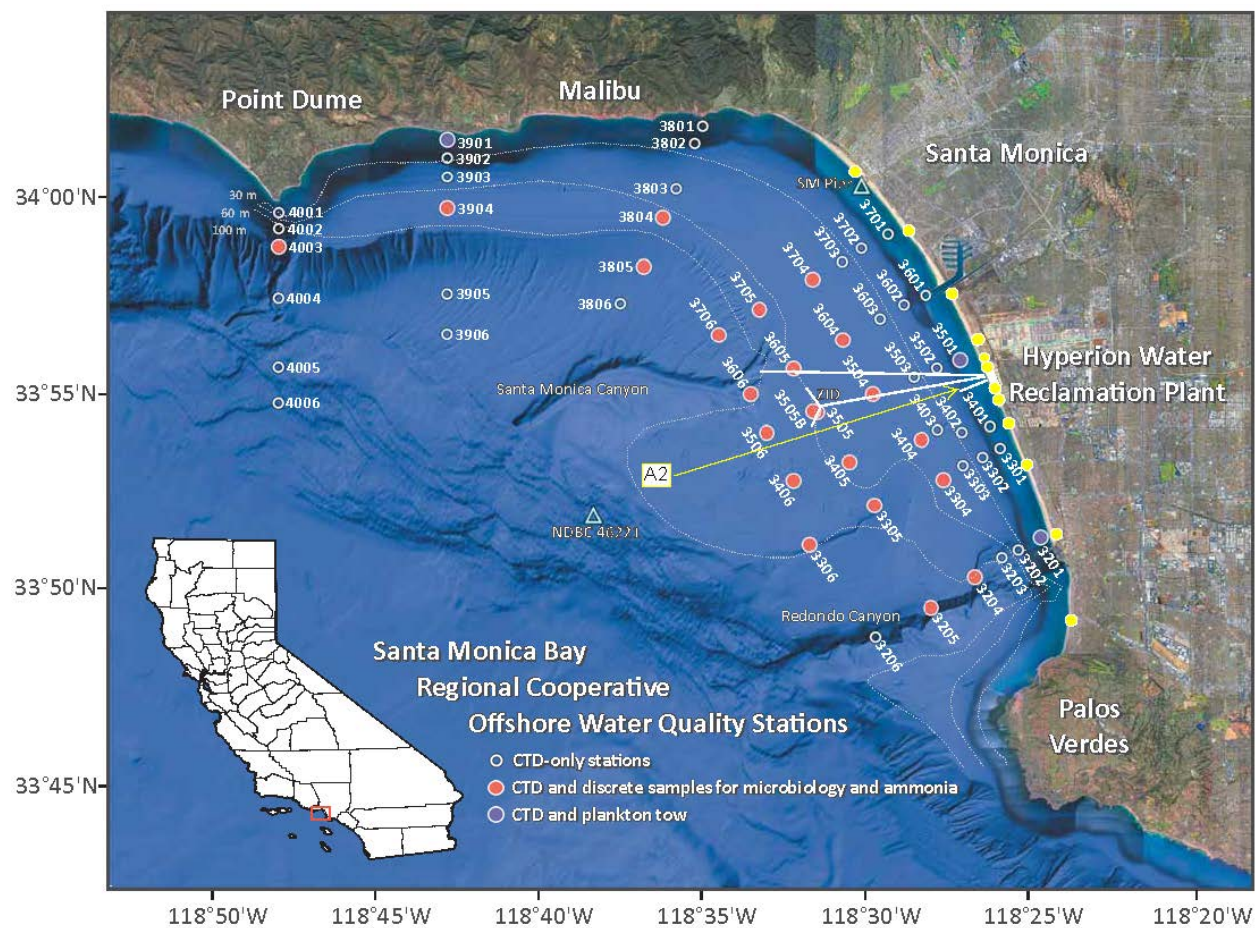 Point Dume
Malibu
Santa Monica
3801
3802
3901
3902
3903
3904
3803
3804
3805
3806
3905
3906
34°00'N
30 m
60 m
100 m
4001
4002
4003
4004
4005
4006
3701
3702
3703
3704
3705
3706
3601
3602
3603
3604
3605
3606
3501
3502
3503
3504
3505
3505B
3506
ZID
Hyperion Water
Reclamation Plant
33°55'N
Santa Monica Canyon
3401
3402
3403
3404
3405
3406
A2
3301
3302
3303
3304
3305
3306
NDBC 46221
33°50'N
3201
3202
3203
3204
3205
3206
Redondo Canyon
Santa Monica Bay
Regional Cooperative
Offshore Water Quality Stations
CTD-only stations
CTD and discrete samples for microbiology and ammonia
CTD and plankton tow
Palos
Verdes
33°45'N
118°50'W
118°45'W
118°40'W
118°35'W
118°30'W
118°25'W
118°20'W